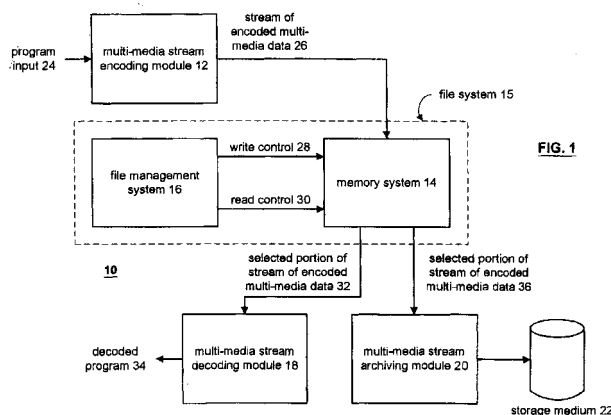 program
input 24
multi-media stream
encoding module 12
stream of
encoded multi-
media data 26
file system 15
FIG. 1
file management
system 16
write control 28
read control 30
memory system 14
10
selected portion of
stream of encoded
multi-media data 32
selected portion of
stream of encoded
multi-media data 36
decoded
program 34
multi-media stream
decoding module 18
multi-media stream
archiving module 20
storage medium 22